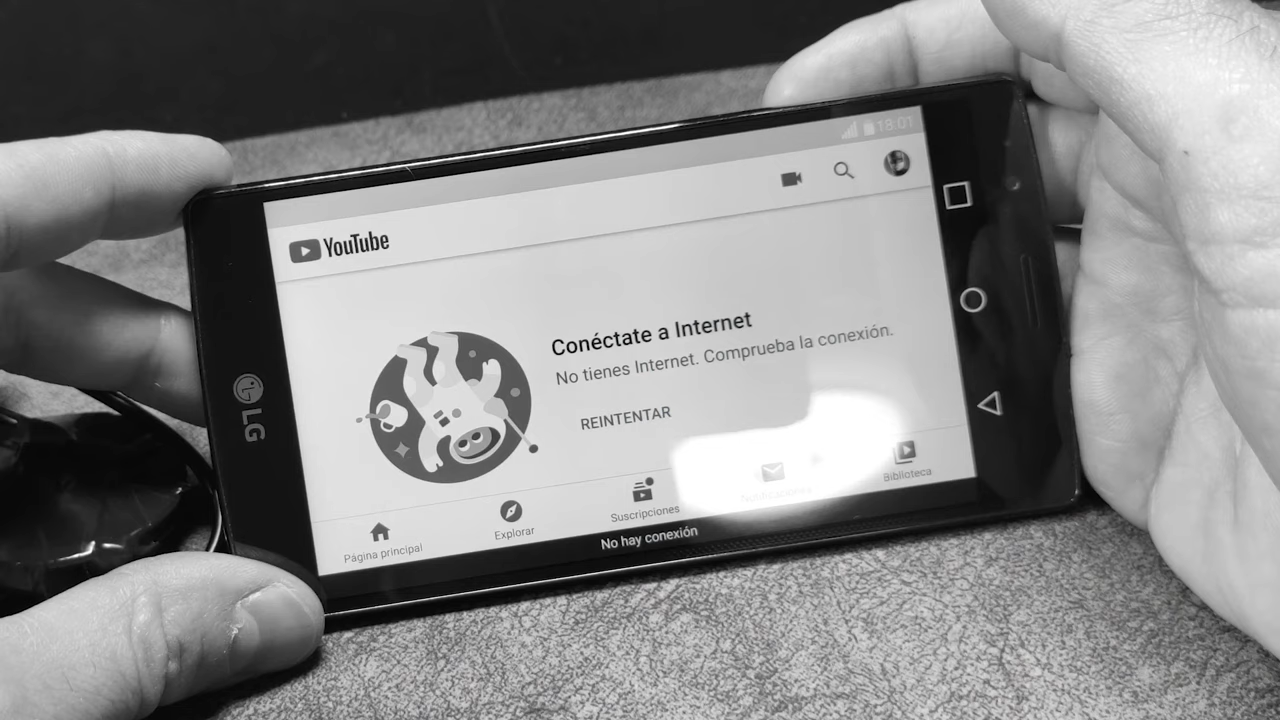 18:01
YouTube
Conéctate a Internet
No tienes Internet. Comprueba la conexión.
REINTENTAR
Página principal
Explorar
Suscripciones
Notificaciones
Biblioteca
No hay conexión
LG